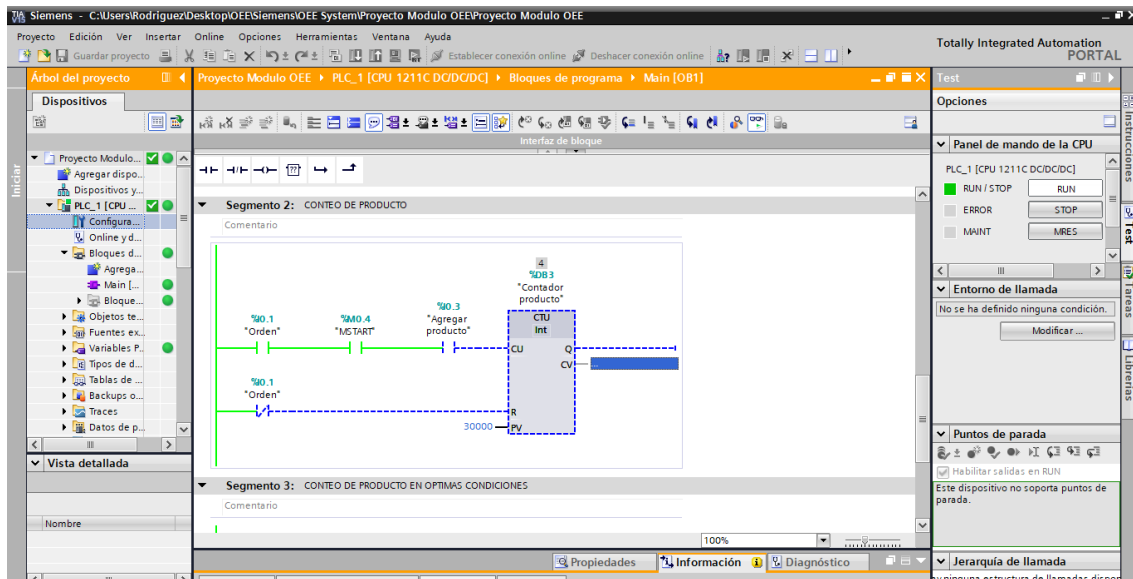 Siemens - C:\Users\Rodriguez\Desktop\OEE\Siemens\OEE System\Proyecto Modulo OEE\Proyecto Modulo OEE
Proyecto Edición Ver Insertar Online Opciones Herramientas Ventana Ayuda
Guardar proyecto Establecer conexión online Deshacer conexión online
Totally Integrated Automation
PORTAL
Iniciar
Árbol del proyecto
Dispositivos
Proyecto Modulo...
Agregar dispo...
Dispositivos y...
PLC_1 [CPU ...
Configura...
Online y d...
Bloques d...
Agrega...
Main [...
Bloque...
Objetos te...
Fuentes ex...
Variables P...
Tipos de d...
Tablas de ...
Backups o...
Traces
Datos de p...
Vista detallada
Nombre
Proyecto Modulo OEE PLC_1 [CPU 1211C DC/DC/DC] Bloques de programa Main [OB1]
Interfaz de bloque
??
Segmento 2: CONTEO DE PRODUCTO
Comentario
4
%DB3
"Contador
producto"
CTU
Int
%I0.1
"Orden"
%M0.4
"MSTART"
%I0.3
"Agregar
producto"
CU Q
CV ...
%I0.1
"Orden"
R
30000 PV
Segmento 3: CONTEO DE PRODUCTO EN OPTIMAS CONDICIONES
Comentario
100%
Propiedades Información Diagnóstico
Test
Opciones
Panel de mando de la CPU
PLC_1 [CPU 1211C DC/DC/DC]
RUN / STOP RUN
ERROR STOP
MAINT MRES
Entorno de llamada
No se ha definido ninguna condición.
Modificar ...
Puntos de parada
Habilitar salidas en RUN
Este dispositivo no soporta puntos de
parada.
Jerarquía de llamada
Instrucciones
Test
Tareas
Librerías